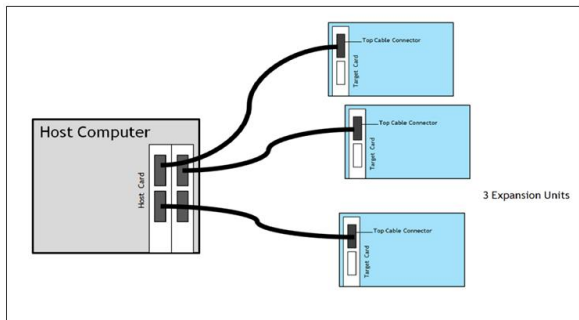 Top Cable Connector
Target Card
Host Computer
Top Cable Connector
Target Card
Host Card
3 Expansion Units
Top Cable Connector
Target Card